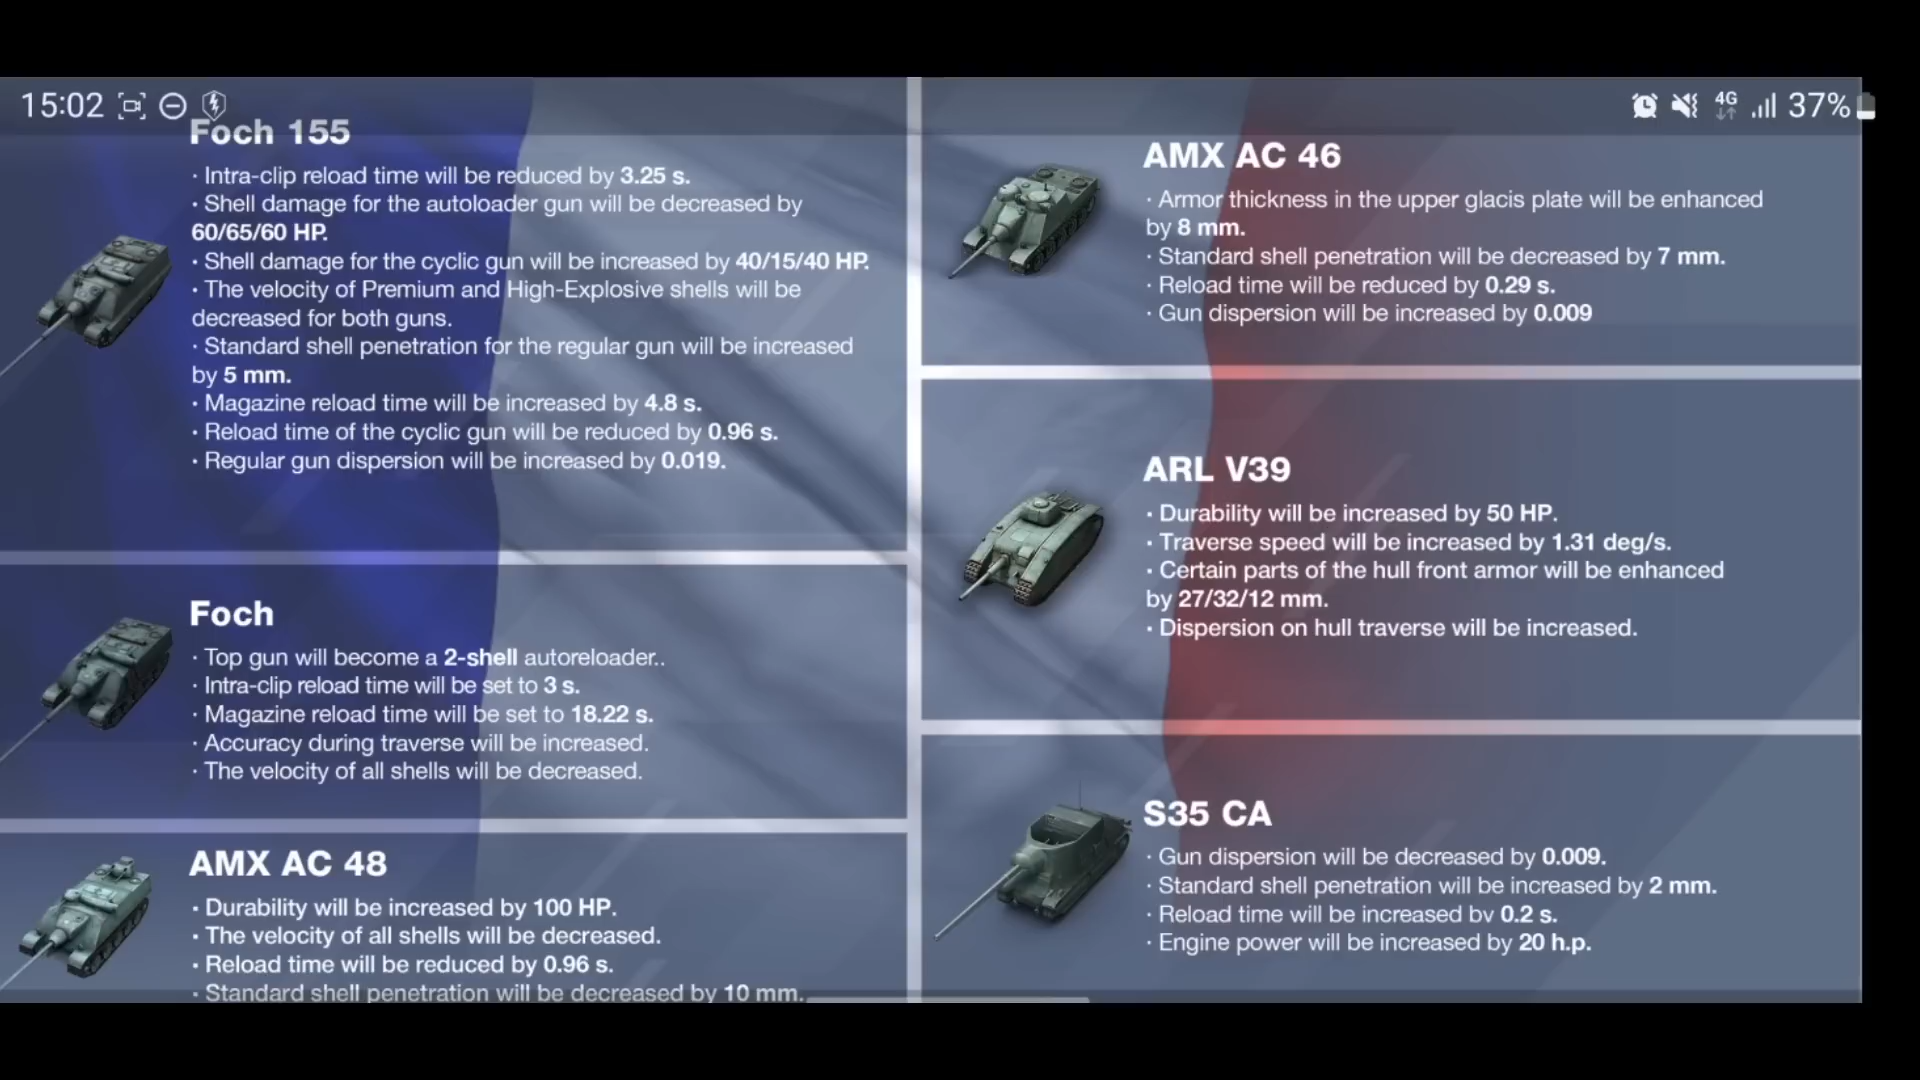 15:02
4G
37%
Foch 155
· Intra-clip reload time will be reduced by 3.25 s.
· Shell damage for the autoloader gun will be decreased by
60/65/60 HP.
· Shell damage for the cyclic gun will be increased by 40/15/40 HP.
· The velocity of Premium and High-Explosive shells will be
decreased for both guns.
· Standard shell penetration for the regular gun will be increased
by 5 mm.
· Magazine reload time will be increased by 4.8 s.
· Reload time of the cyclic gun will be reduced by 0.96 s.
· Regular gun dispersion will be increased by 0.019.
Foch
· Top gun will become a 2-shell autoreloader..
· Intra-clip reload time will be set to 3 s.
· Magazine reload time will be set to 18.22 s.
· Accuracy during traverse will be increased.
· The velocity of all shells will be decreased.
AMX AC 48
· Durability will be increased by 100 HP.
· The velocity of all shells will be decreased.
· Reload time will be reduced by 0.96 s.
· Standard shell penetration will be decreased by 10 mm.
AMX AC 46
· Armor thickness in the upper glacis plate will be enhanced
by 8 mm.
· Standard shell penetration will be decreased by 7 mm.
· Reload time will be reduced by 0.29 s.
· Gun dispersion will be increased by 0.009
ARL V39
· Durability will be increased by 50 HP.
· Traverse speed will be increased by 1.31 deg/s.
· Certain parts of the hull front armor will be enhanced
by 27/32/12 mm.
· Dispersion on hull traverse will be increased.
S35 CA
· Gun dispersion will be decreased by 0.009.
· Standard shell penetration will be increased by 2 mm.
· Reload time will be increased by 0.2 s.
· Engine power will be increased by 20 h.p.